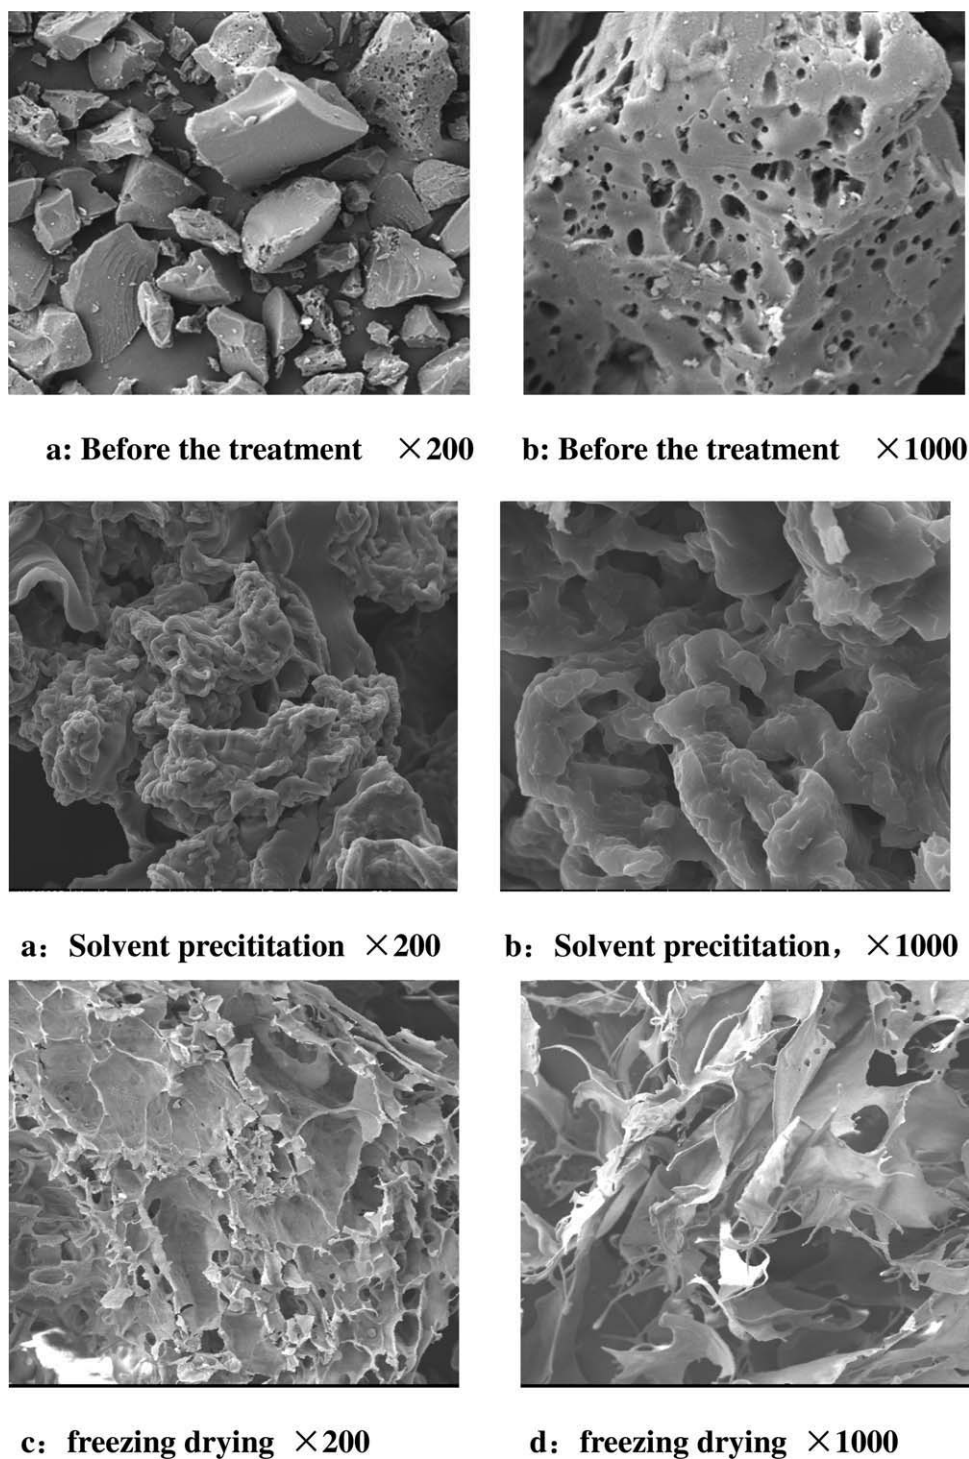 a: Before the treatment ×200
b: Before the treatment ×1000
a：Solvent precititation ×200
b：Solvent precititation，×1000
c：freezing drying ×200
d：freezing drying ×1000